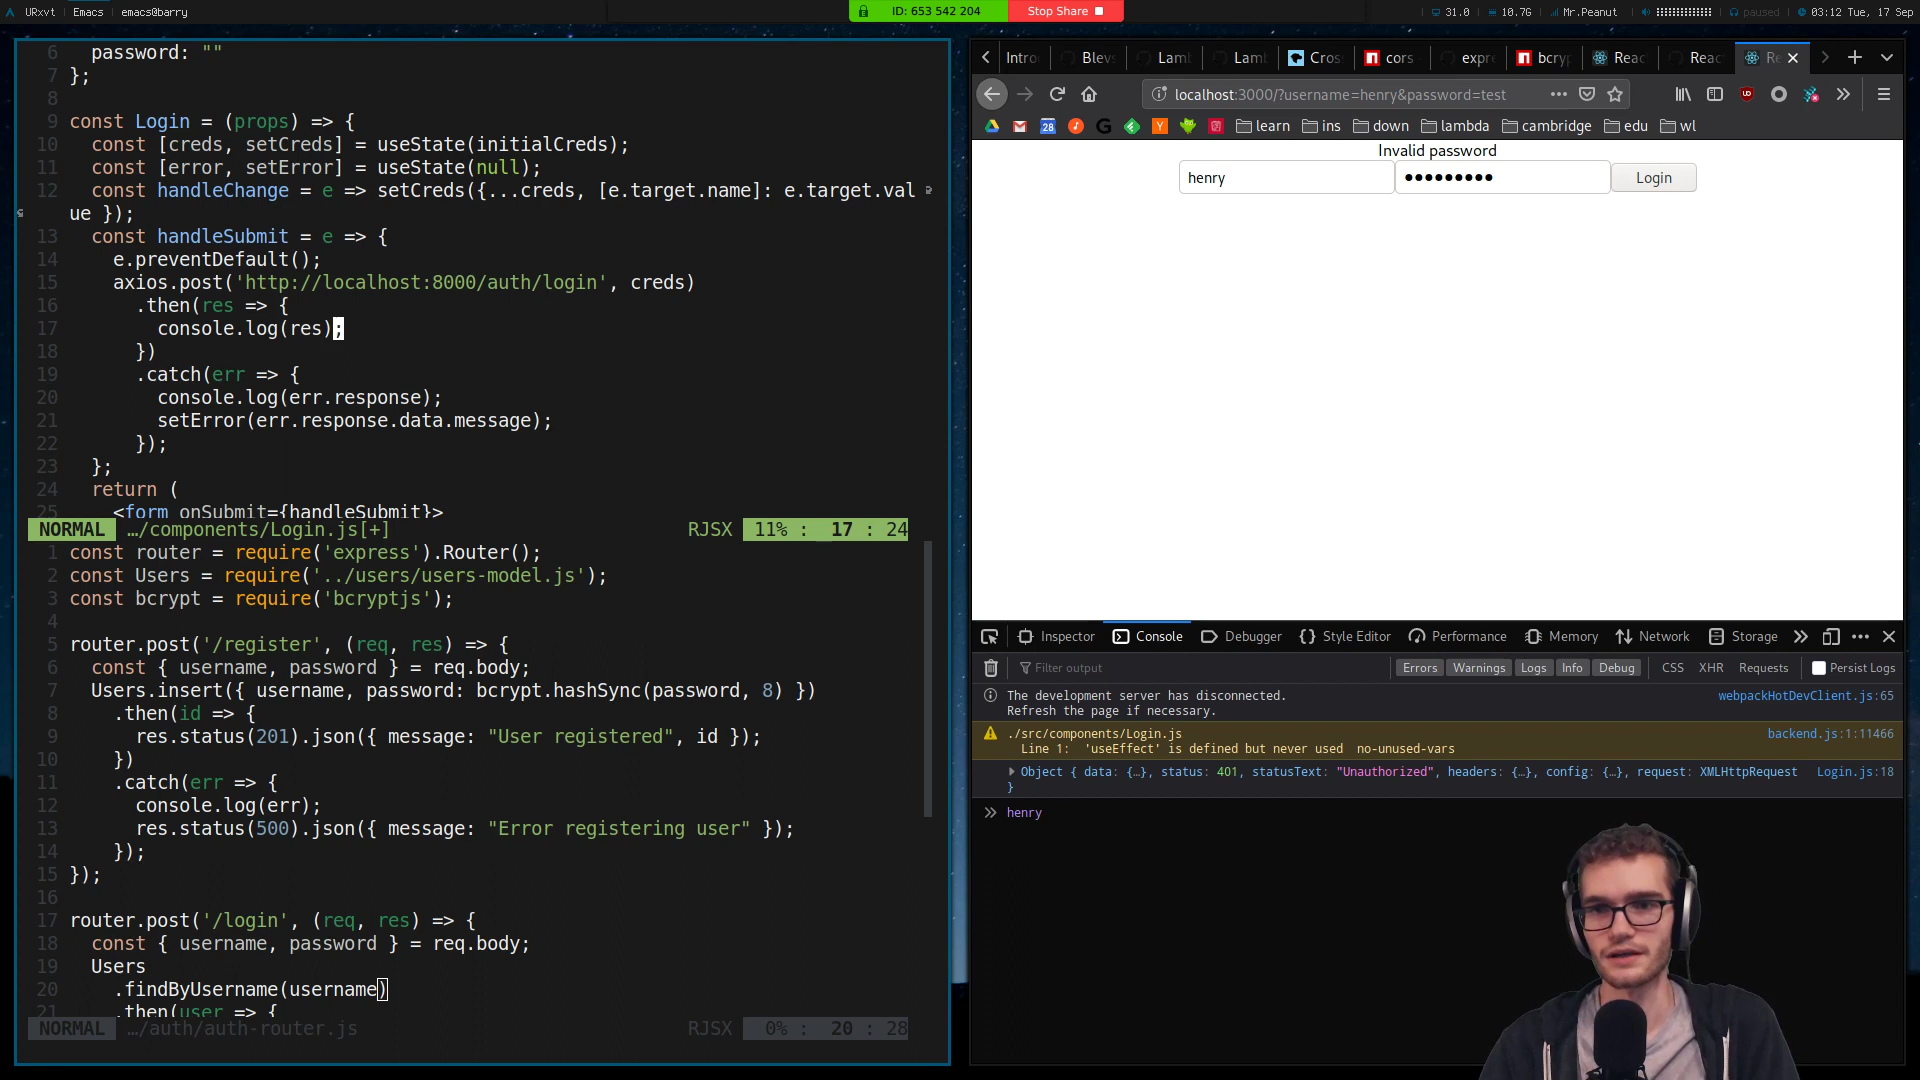 URxvt Emacs emacs@barry
ID: 653 542 204 Stop Share
31.0 10.7G Mr.Peanut paused 03:12 Tue, 17 Sep
6 password: ""
7 };
8
9 const Login = (props) => {
10 const [creds, setCreds] = useState(initialCreds);
11 const [error, setError] = useState(null);
12 const handleChange = e => setCreds({...creds, [e.target.name]: e.target.val
ue });
13 const handleSubmit = e => {
14 e.preventDefault();
15 axios.post('http://localhost:8000/auth/login', creds)
16 .then(res => {
17 console.log(res);
18 })
19 .catch(err => {
20 console.log(err.response);
21 setError(err.response.data.message);
22 });
23 };
24 return (
25 <form onSubmit={handleSubmit}>
NORMAL …/components/Login.js[+] RJSX 11% : 17 : 24
1 const router = require('express').Router();
2 const Users = require('../users/users-model.js');
3 const bcrypt = require('bcryptjs');
4
5 router.post('/register', (req, res) => {
6 const { username, password } = req.body;
7 Users.insert({ username, password: bcrypt.hashSync(password, 8) })
8 .then(id => {
9 res.status(201).json({ message: "User registered", id });
10 })
11 .catch(err => {
12 console.log(err);
13 res.status(500).json({ message: "Error registering user" });
14 });
15 });
16
17 router.post('/login', (req, res) => {
18 const { username, password } = req.body;
19 Users
20 .findByUsername(username)
21 .then(user => {
NORMAL …/auth/auth-router.js RJSX 0% : 20 : 28
Intro Blevs Lamb Lamb Cros cors expre bcry Reac Reac Re
localhost:3000/?username=henry&password=test
28 G Y learn ins down lambda cambridge edu wl
Invalid password
henry ●●●●●●●●● Login
Inspector Console Debugger Style Editor Performance Memory Network Storage
Filter output Errors Warnings Logs Info Debug CSS XHR Requests Persist Logs
The development server has disconnected. webpackHotDevClient.js:65
Refresh the page if necessary.
./src/components/Login.js backend.js:1:11466
Line 1: 'useEffect' is defined but never used no-unused-vars
Object { data: {…}, status: 401, statusText: "Unauthorized", headers: {…}, config: {…}, request: XMLHttpRequest Login.js:18
}
henry